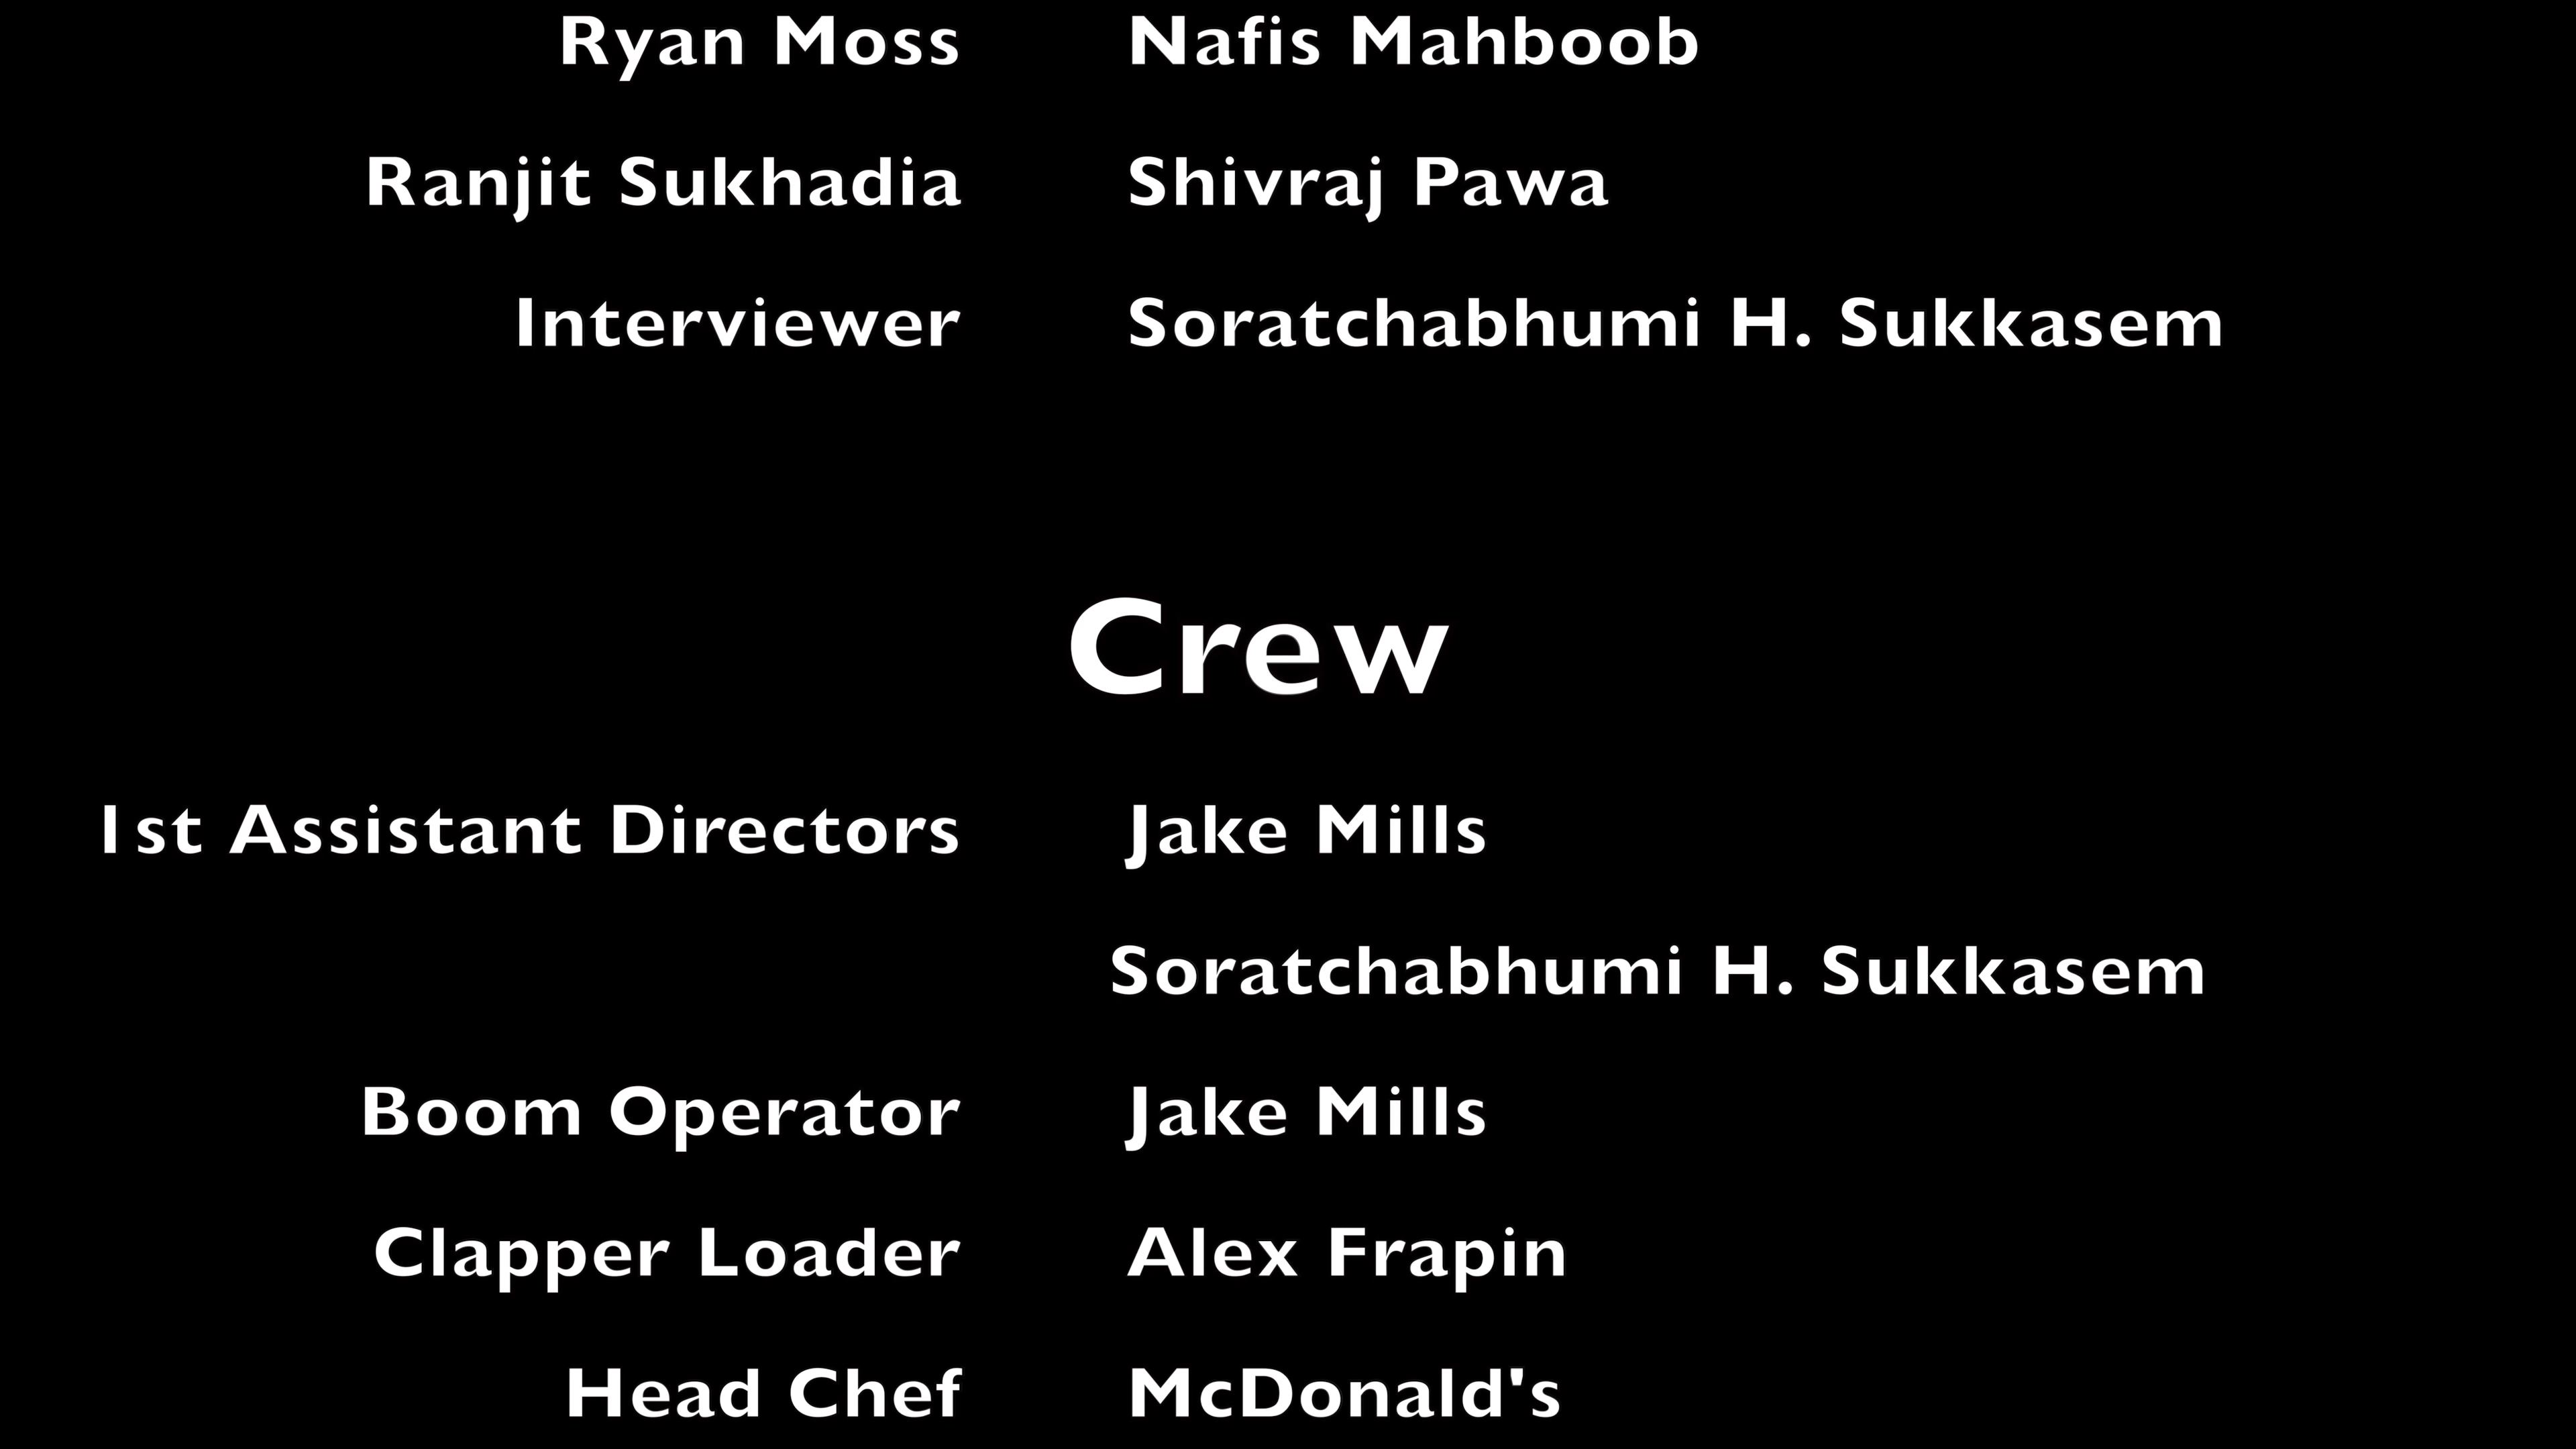 Ryan Moss Nafis Mahboob
Ranjit Sukhadia Shivraj Pawa
Interviewer Soratchabhumi H. Sukkasem
Crew
1st Assistant Directors Jake Mills
Soratchabhumi H. Sukkasem
Boom Operator Jake Mills
Clapper Loader Alex Frapin
Head Chef McDonald's